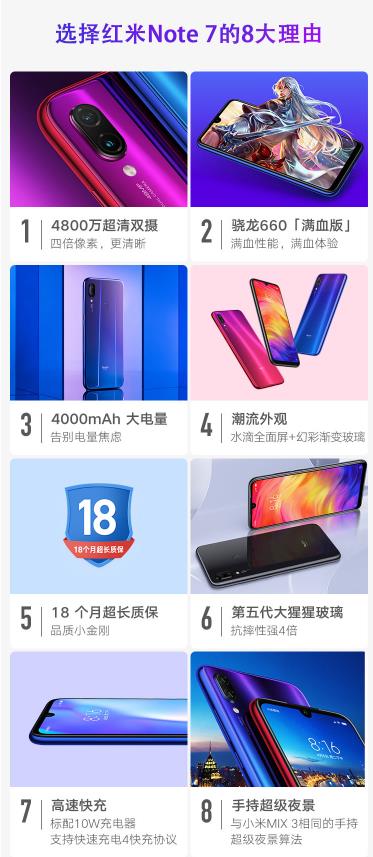 选择红米Note 7的8大理由
1
4800万超清双摄
四倍像素，更清晰
2
骁龙660「满血版」
满血性能，满血体验
3
4000mAh 大电量
告别电量焦虑
4
潮流外观
水滴全面屏+幻彩渐变玻璃
18
18个月超长质保
5
18 个月超长质保
品质小金刚
6
第五代大猩猩玻璃
抗摔性强4倍
8:16
7
高速快充
标配10W充电器
支持快速充电4快充协议
8:16
8
手持超级夜景
与小米MIX 3相同的手持
超级夜景算法